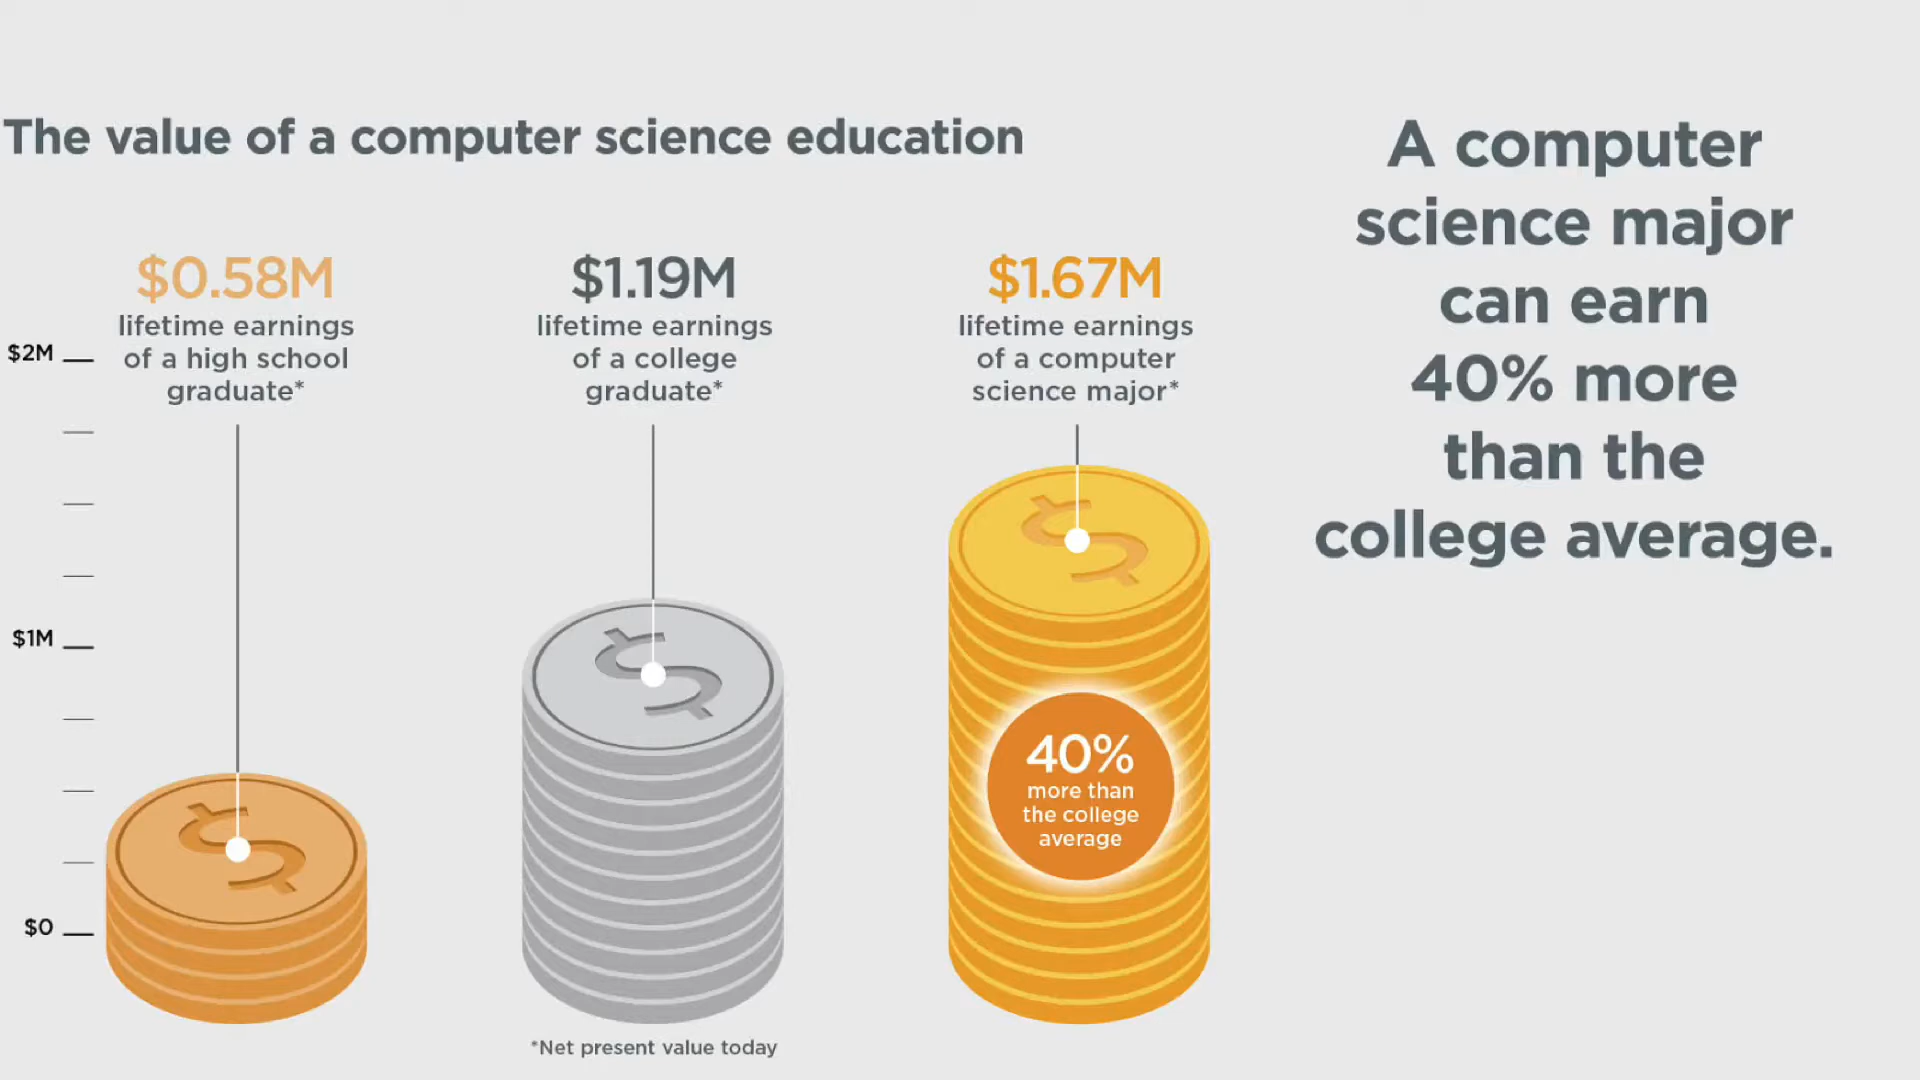 The value of a computer science education
$0.58M
lifetime earnings
of a high school
graduate*
$1.19M
lifetime earnings
of a college
graduate*
$1.67M
lifetime earnings
of a computer
science major*
$2M
$1M
$0
40%
more than
the college
average
*Net present value today
A computer
science major
can earn
40% more
than the
college average.